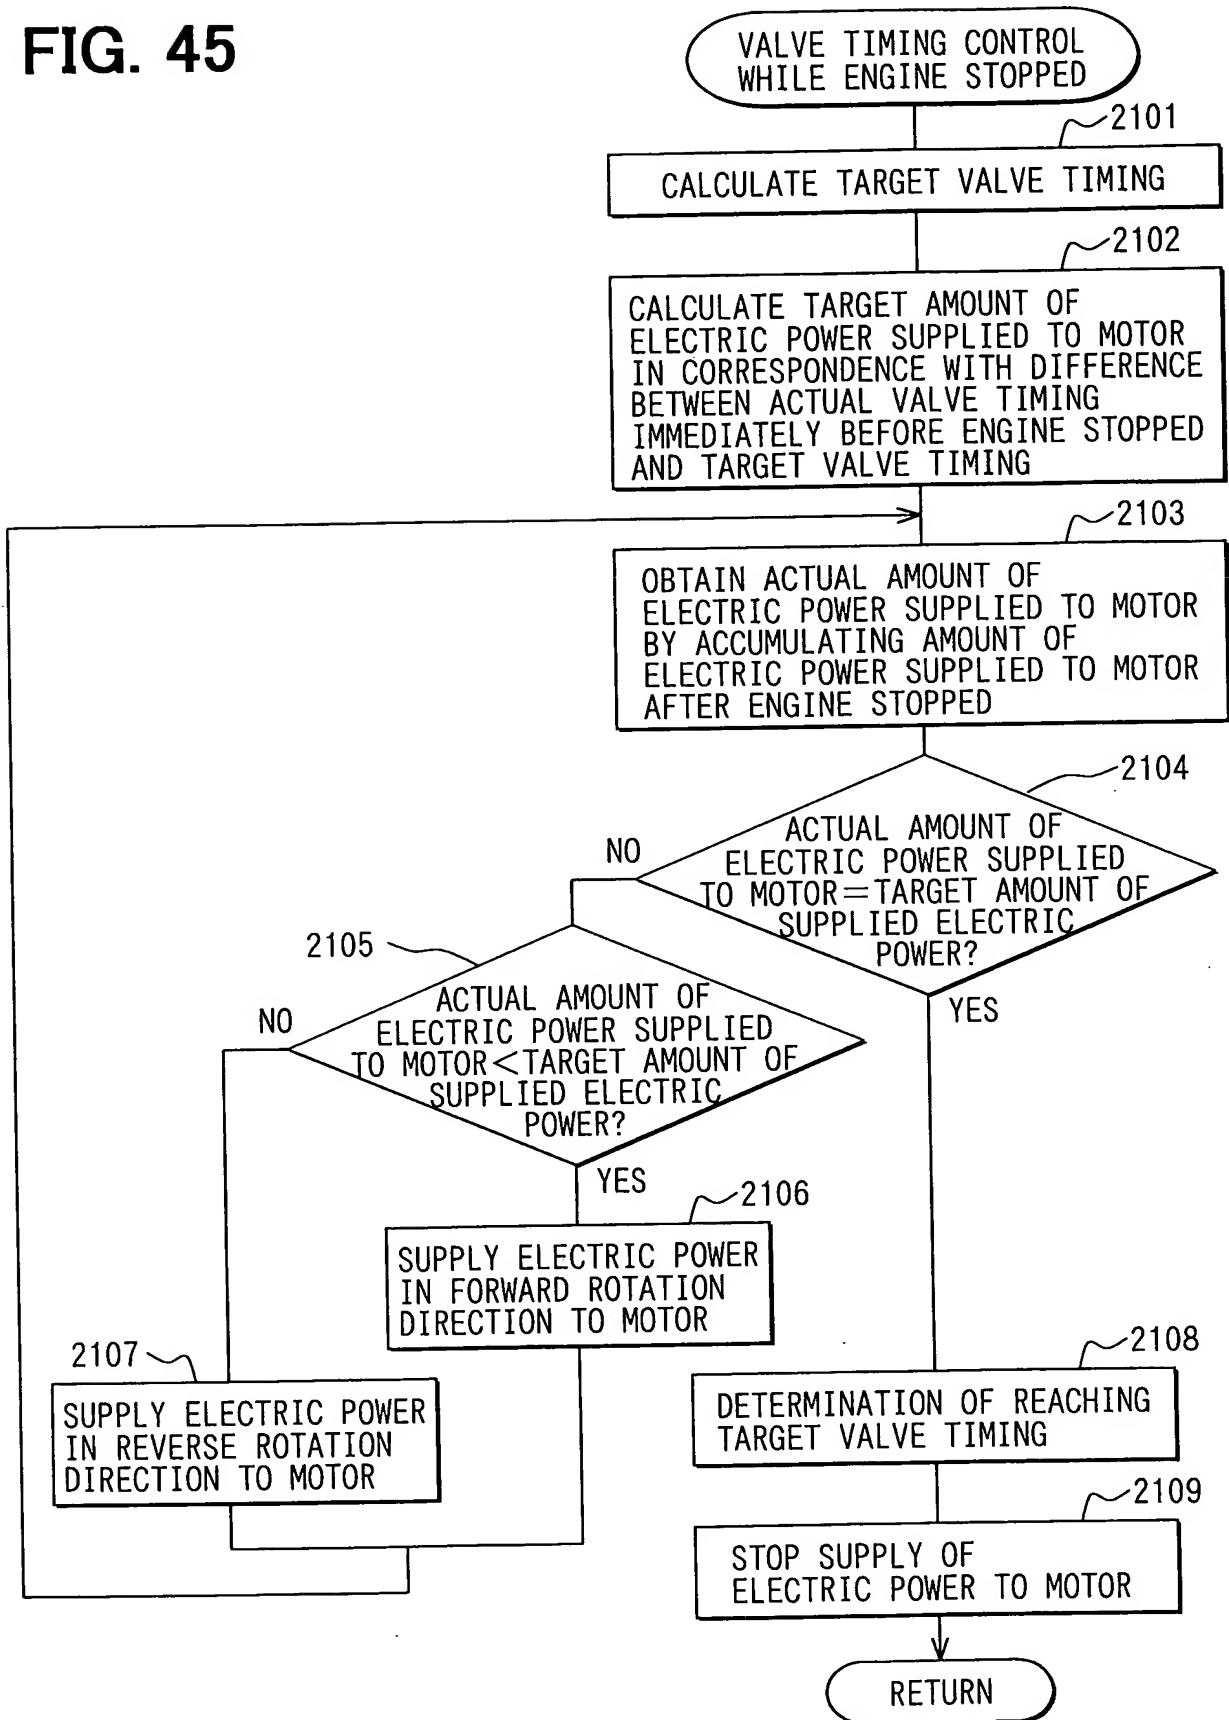 FIG. 45
VALVE TIMING CONTROL
WHILE ENGINE STOPPED
2101
CALCULATE TARGET VALVE TIMING
2102
CALCULATE TARGET AMOUNT OF
ELECTRIC POWER SUPPLIED TO MOTOR
IN CORRESPONDENCE WITH DIFFERENCE
BETWEEN ACTUAL VALVE TIMING
IMMEDIATELY BEFORE ENGINE STOPPED
AND TARGET VALVE TIMING
2103
OBTAIN ACTUAL AMOUNT OF
ELECTRIC POWER SUPPLIED TO MOTOR
BY ACCUMULATING AMOUNT OF
ELECTRIC POWER SUPPLIED TO MOTOR
AFTER ENGINE STOPPED
2104
ACTUAL AMOUNT OF
ELECTRIC POWER SUPPLIED
TO MOTOR=TARGET AMOUNT OF
SUPPLIED ELECTRIC
POWER?
NO
YES
2105
ACTUAL AMOUNT OF
ELECTRIC POWER SUPPLIED
TO MOTOR<TARGET AMOUNT OF
SUPPLIED ELECTRIC
POWER?
NO
YES
2106
SUPPLY ELECTRIC POWER
IN FORWARD ROTATION
DIRECTION TO MOTOR
2107
SUPPLY ELECTRIC POWER
IN REVERSE ROTATION
DIRECTION TO MOTOR
2108
DETERMINATION OF REACHING
TARGET VALVE TIMING
2109
STOP SUPPLY OF
ELECTRIC POWER TO MOTOR
RETURN